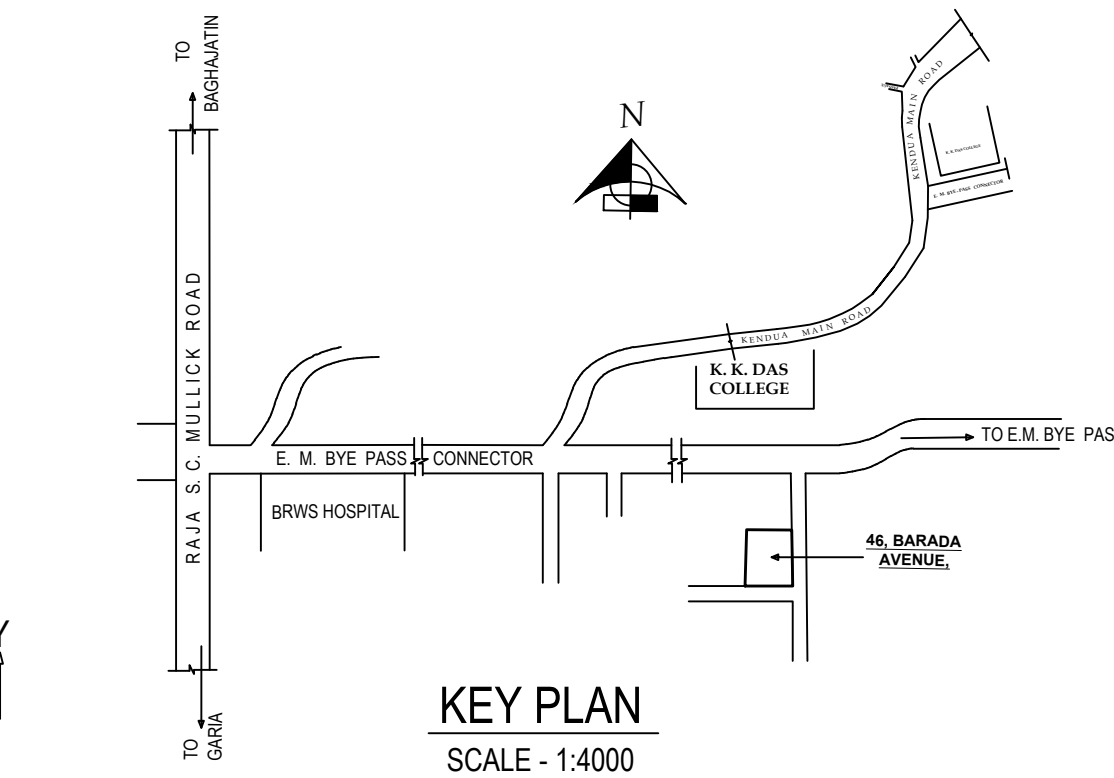 TO
BAGHAJATIN
N
KENDUA MAIN ROAD
K. K. DAS COLLEGE
E. M. BYE-PASS CONNECTOR
RAJA S. C. MULLICK ROAD
KENDUA MAIN ROAD
K. K. DAS
COLLEGE
TO E.M. BYE PAS
E. M. BYE PASS CONNECTOR
BRWS HOSPITAL
46, BARADA
AVENUE,
TO
GARIA
KEY PLAN
SCALE - 1:4000